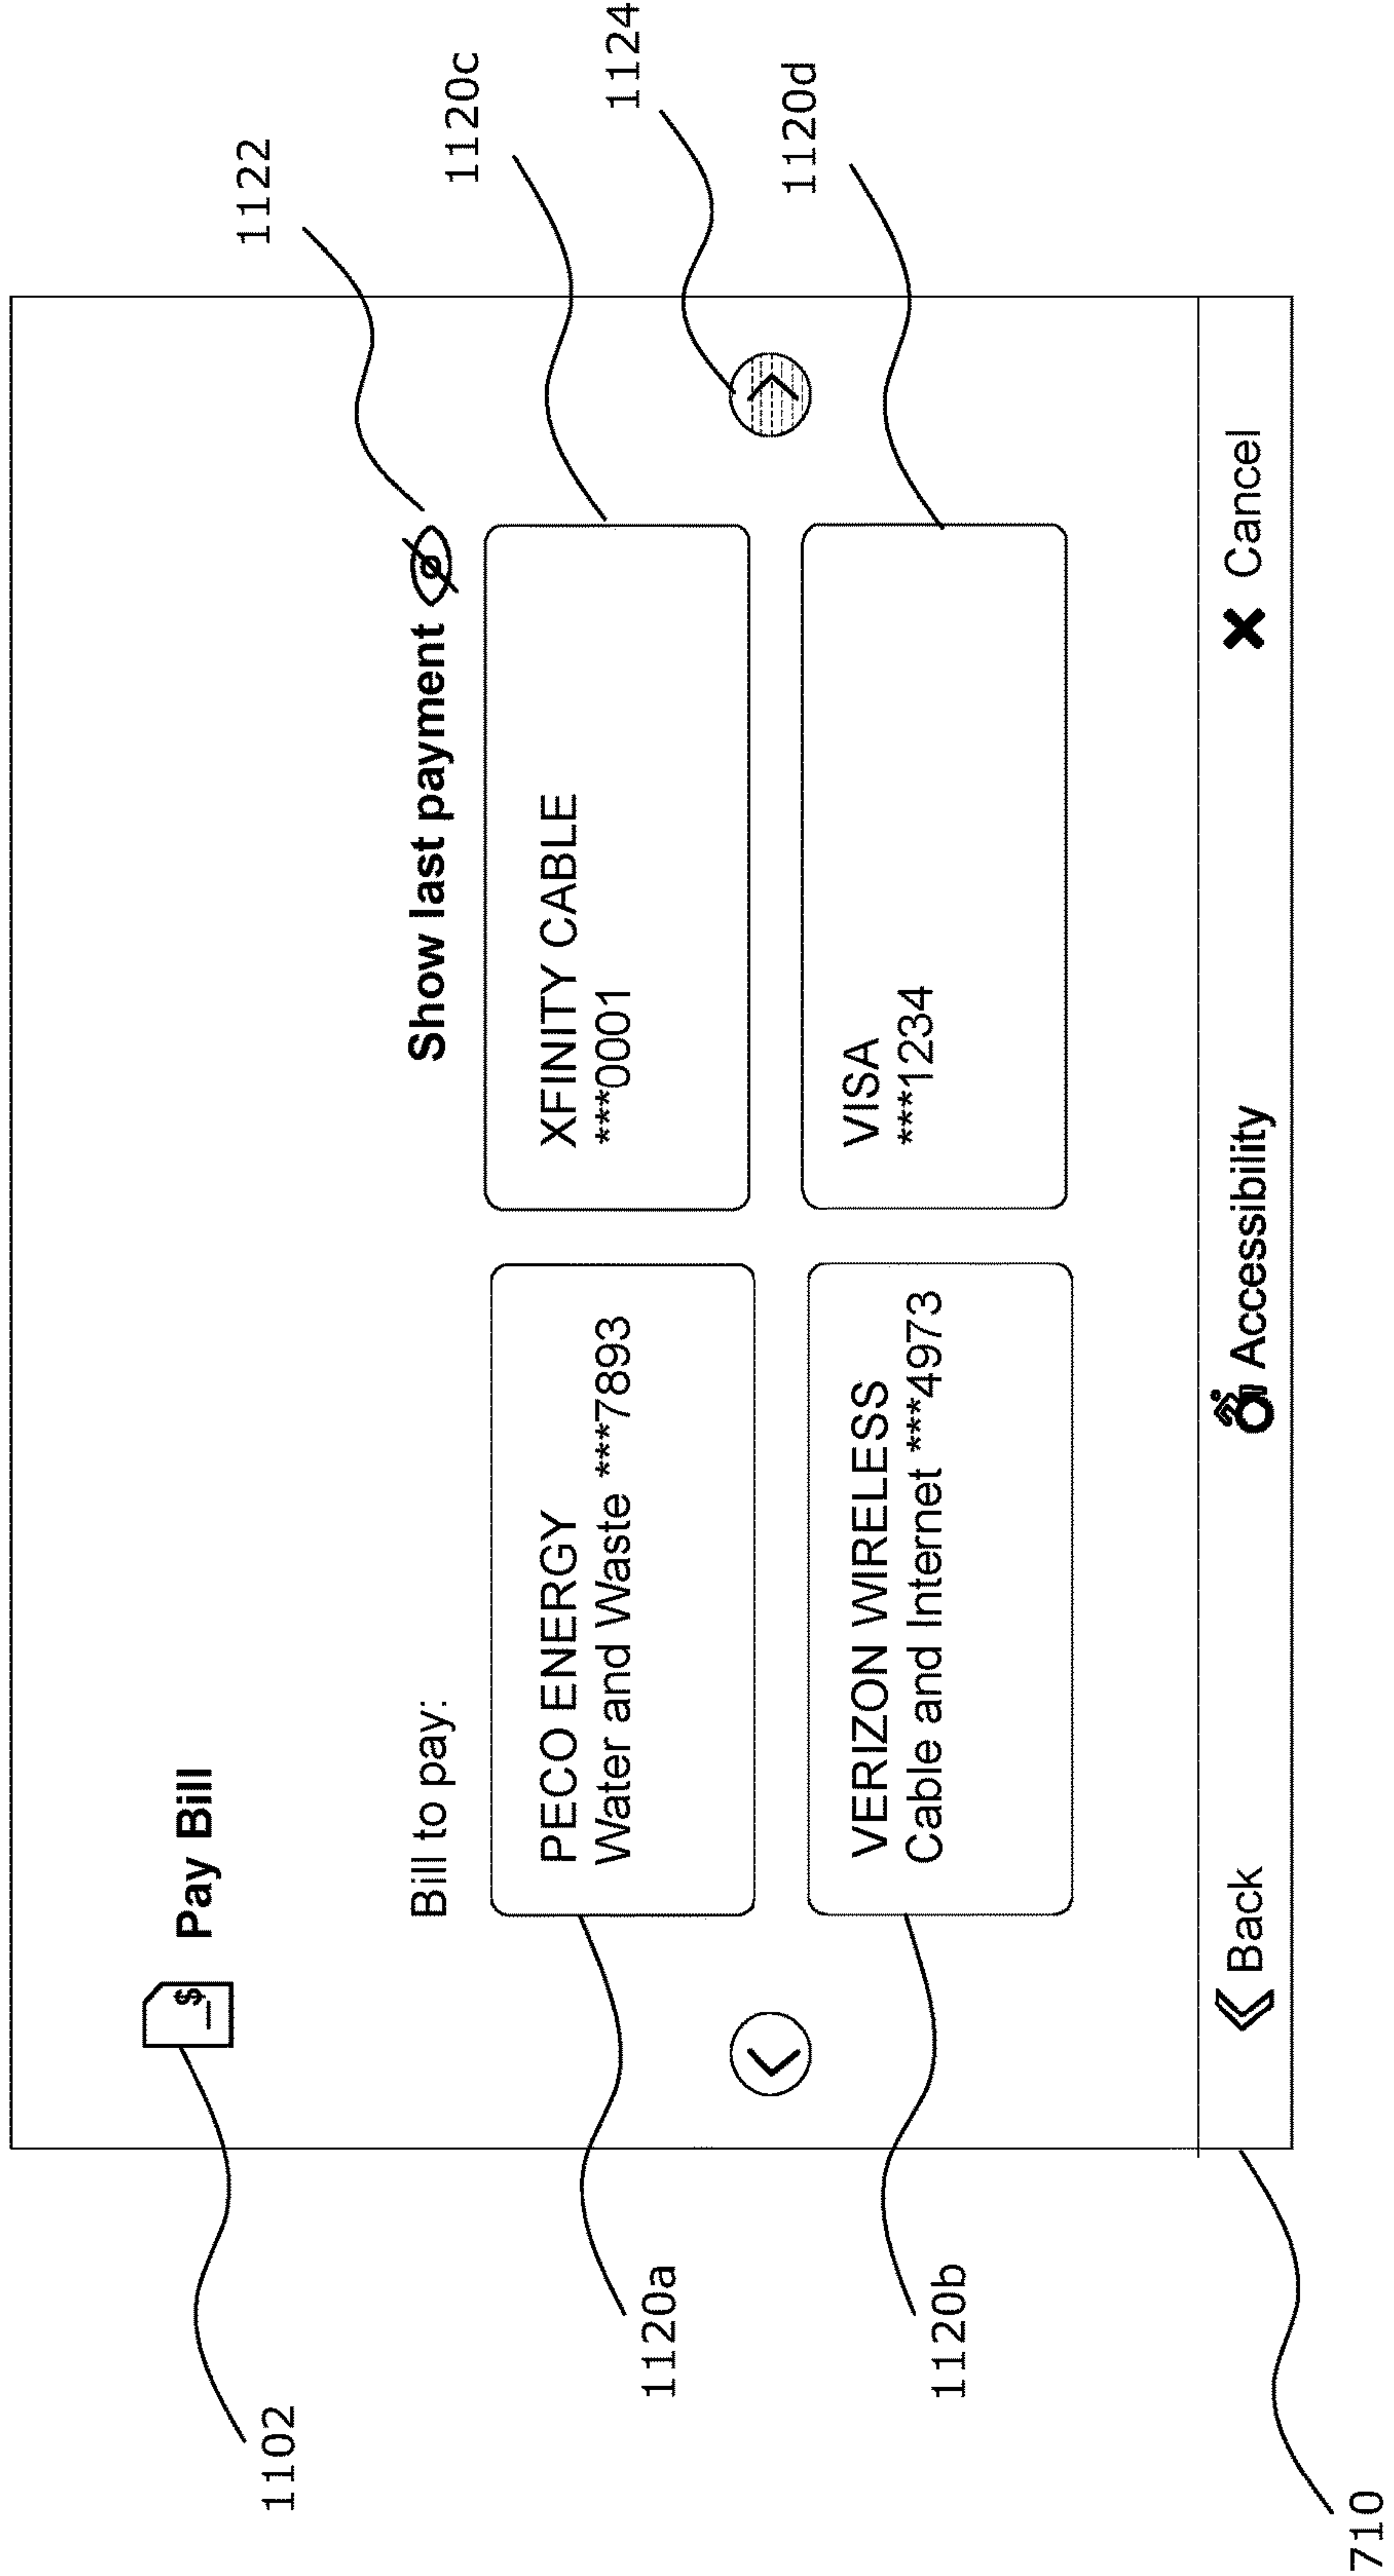 1122
1120c
1124
1120d
_$
Pay Bill
Bill to pay:
Show last payment
PECO ENERGY
Water and Waste ***7893
XFINITY CABLE
***0001
VERIZON WIRELESS
Cable and Internet ***4973
VISA
***1234
Back
Accessibility
Cancel
1102
1120a
1120b
710